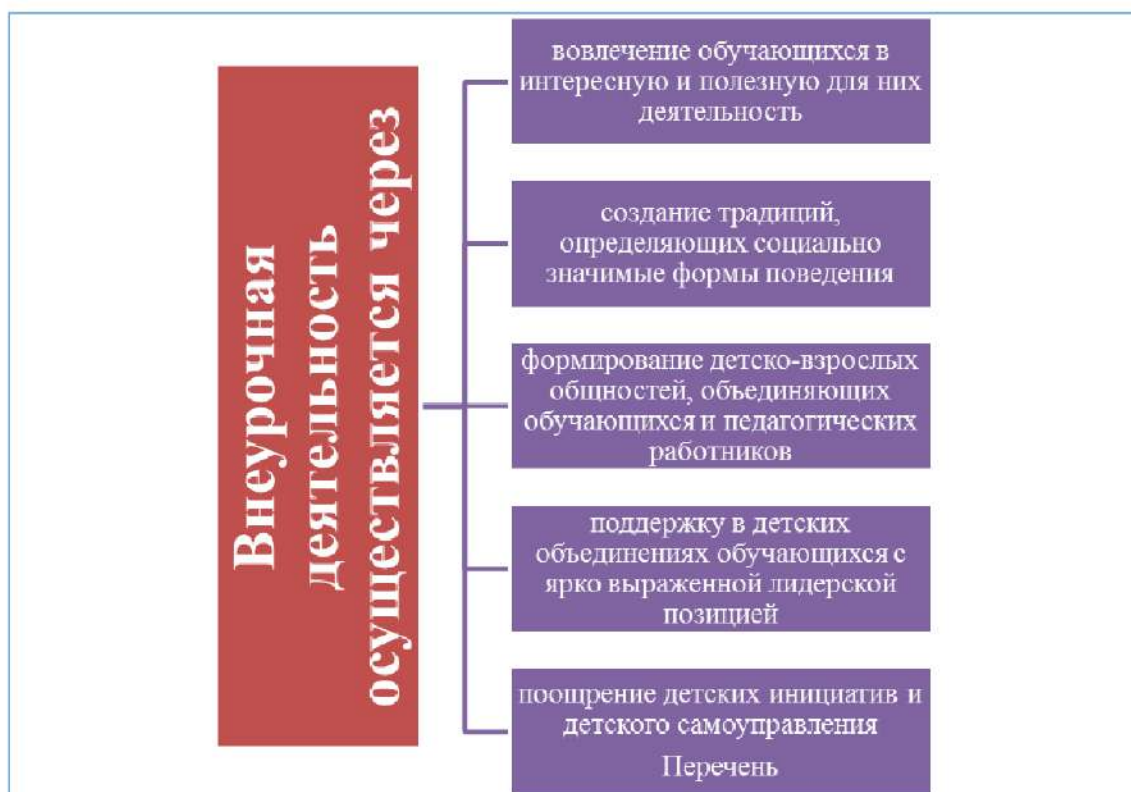 Внеурочная
деятельность
осуществляется через
вовлечение обучающихся в
интересную и полезную для них
деятельность
создание традиций,
определяющих социально
значимые формы поведения
формирование детско-взрослых
общностей, объединяющих
обучающихся и педагогических
работников
поддержку в детских
объединениях обучающихся с
ярко выраженной лидерской
позицией
поощрение детских инициатив и
детского самоуправления
Перечень